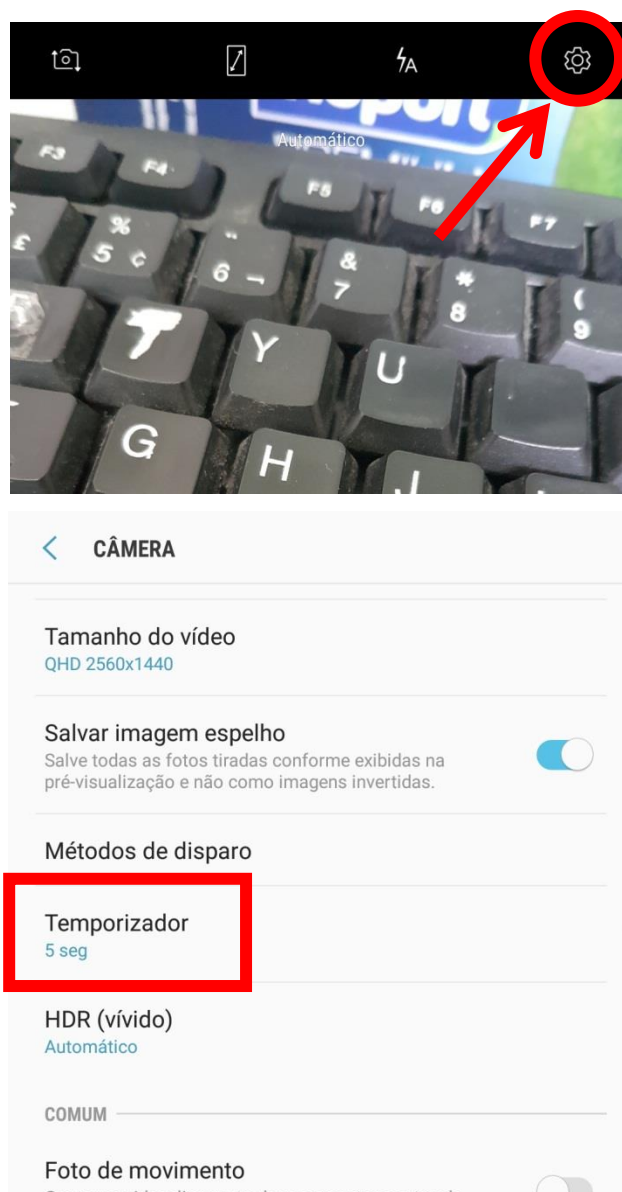 A
Automático
F3
F4
F5
F6
F7
£
%
5 ¢
6 ¬
&
7
*
8
(
9
Y
U
G
H
J
CÂMERA
Tamanho do vídeo
QHD 2560x1440
Salvar imagem espelho
Salve todas as fotos tiradas conforme exibidas na
pré-visualização e não como imagens invertidas.
Métodos de disparo
Temporizador
5 seg
HDR (vívido)
Automático
COMUM
Foto de movimento